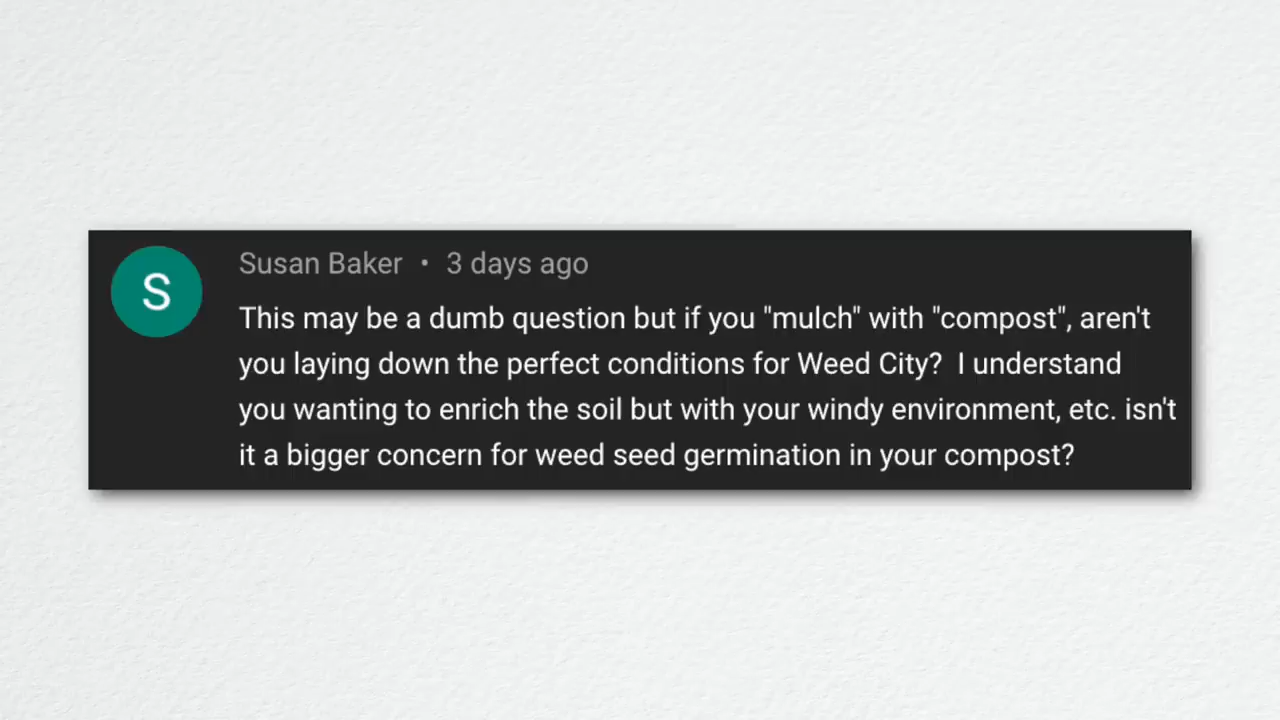 S
Susan Baker • 3 days ago
This may be a dumb question but if you "mulch" with "compost", aren't
you laying down the perfect conditions for Weed City?  I understand
you wanting to enrich the soil but with your windy environment, etc. isn't
it a bigger concern for weed seed germination in your compost?